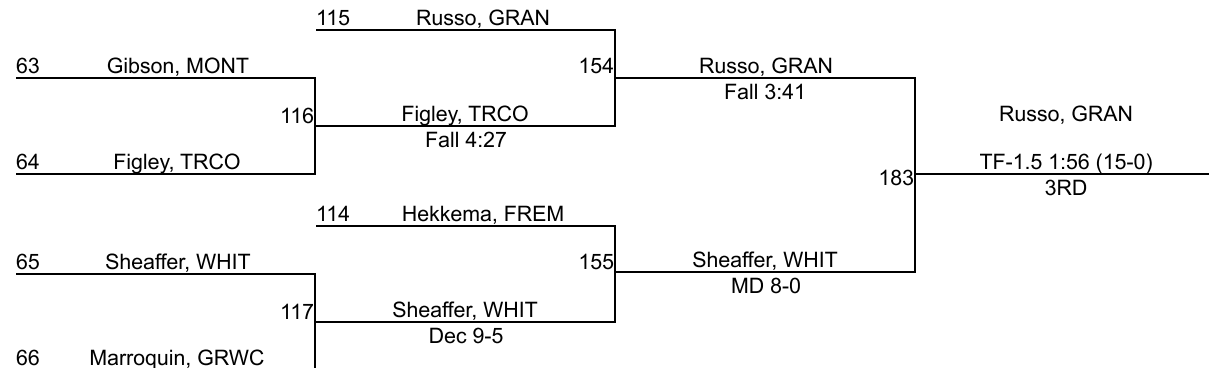 115 Russo, GRAN
63 Gibson, MONT
154
Russo, GRAN
Fall 3:41
116
Figley, TRCO
Fall 4:27
64 Figley, TRCO
Russo, GRAN
183
TF-1.5 1:56 (15-0)
3RD
114 Hekkema, FREM
65 Sheaffer, WHIT
155
Sheaffer, WHIT
MD 8-0
117
Sheaffer, WHIT
Dec 9-5
66 Marroquin, GRWC